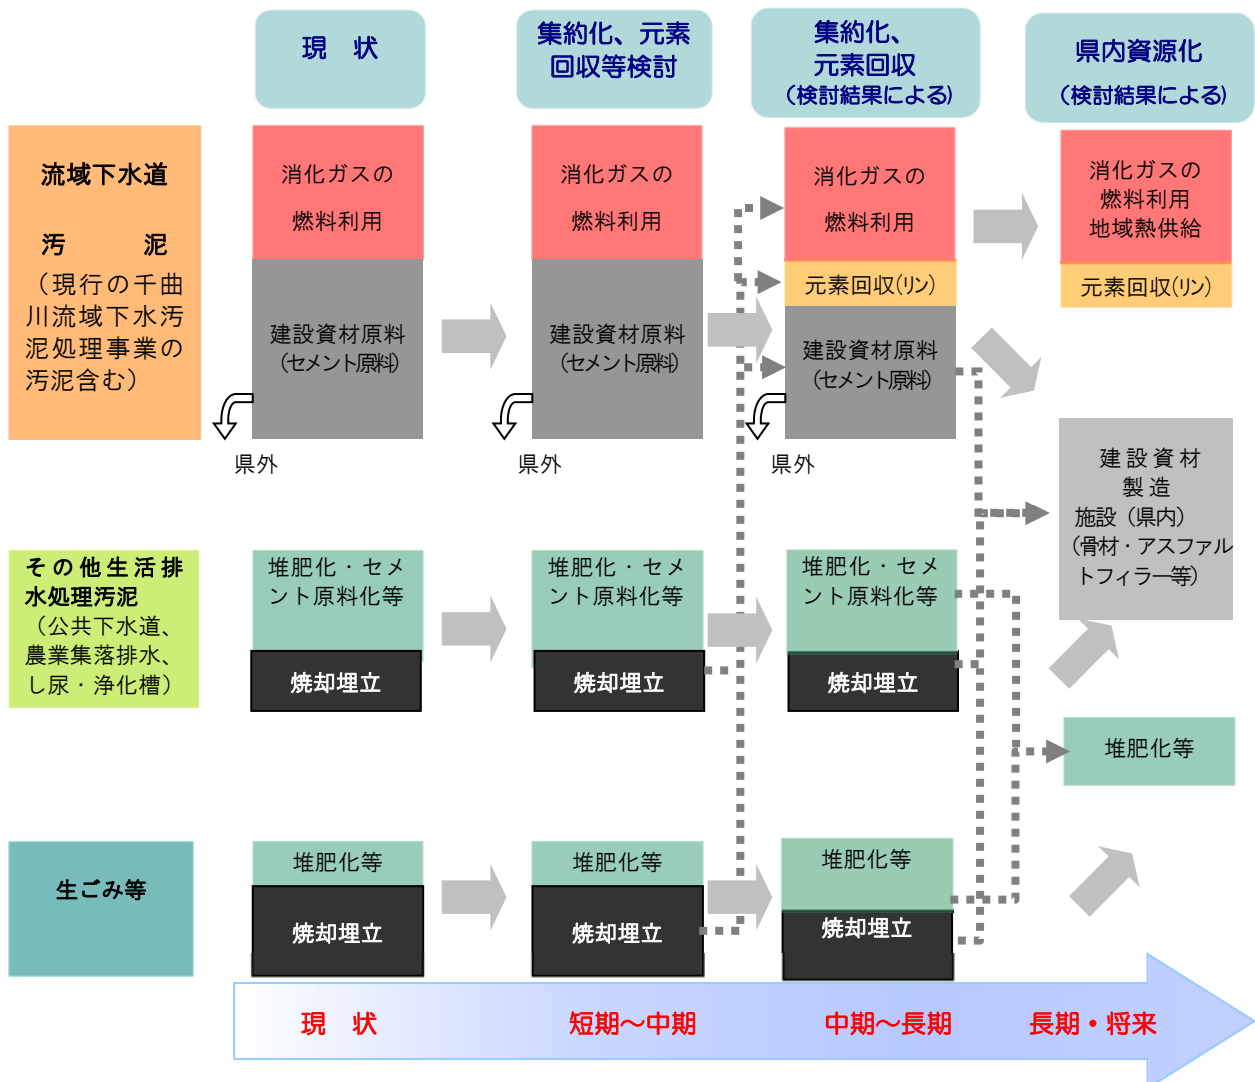 現　状
集約化、元素
回収等検討
集約化、
元素回収
（検討結果による）
県内資源化
（検討結果による）
流域下水道
汚　　　泥
（現行の千曲
川流域下水汚
泥処理事業の
汚泥含む）
消化ガスの
燃料利用
建設資材原料
(セメント原料)
県外
消化ガスの
燃料利用
建設資材原料
(セメント原料)
県外
消化ガスの
燃料利用
元素回収(リン)
建設資材原料
(セメント原料)
県外
消化ガスの
燃料利用
地域熱供給
元素回収(リン)
建設資材
製造
施設（県内）
(骨材・アスファル
トフィラー等)
その他生活排
水処理汚泥
（公共下水道、
農業集落排水、
し尿・浄化槽）
堆肥化・セメ
ント原料化等
焼却埋立
堆肥化・セメ
ント原料化等
焼却埋立
堆肥化・セメ
ント原料化等
焼却埋立
堆肥化等
生ごみ等
堆肥化等
焼却埋立
堆肥化等
焼却埋立
堆肥化等
焼却埋立
現　状
短期～中期
中期～長期
長期・将来